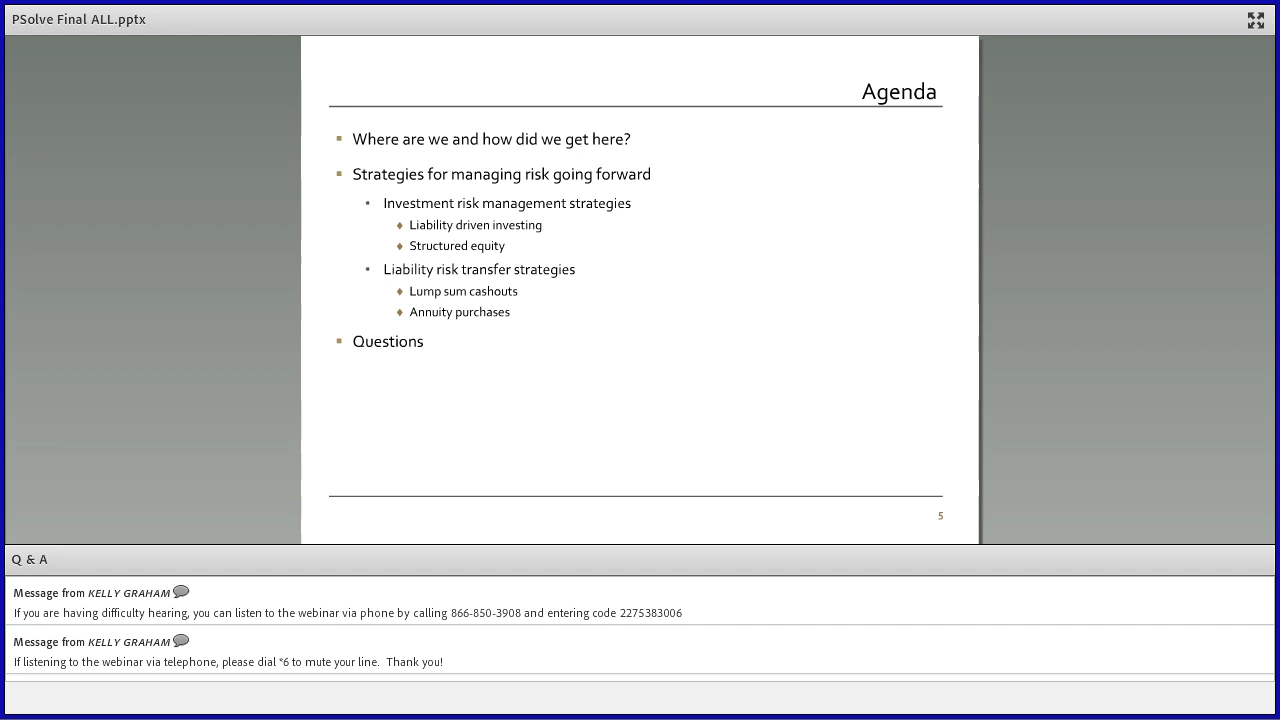 PSolve Final ALL.pptx
Agenda
Where are we and how did we get here?
Strategies for managing risk going forward
Investment risk management strategies
Liability driven investing
Structured equity
Liability risk transfer strategies
Lump sum cashouts
Annuity purchases
Questions
5
Q & A
Message from KELLY GRAHAM
If you are having difficulty hearing, you can listen to the webinar via phone by calling 866-850-3908 and entering code 2275383006
Message from KELLY GRAHAM
If listening to the webinar via telephone, please dial *6 to mute your line.  Thank you!